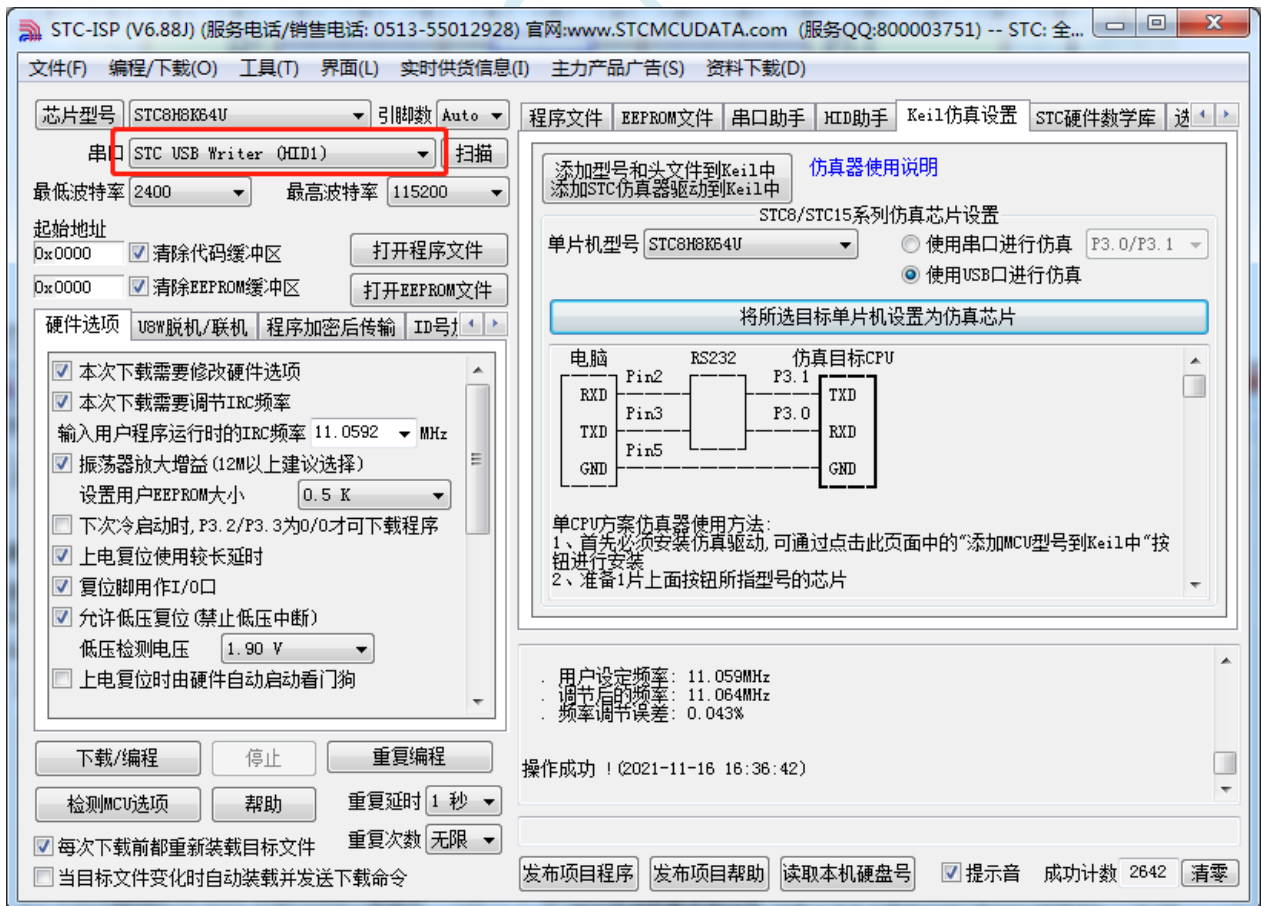 STC-ISP (V6.88J) (服务电话/销售电话: 0513-55012928) 官网:www.STCMCUDATA.com (服务QQ:800003751) -- STC: 全...
文件(F) 编程/下载(O) 工具(T) 界面(L) 实时供货信息(I) 主力产品广告(S) 资料下载(D)
芯片型号 STC8H8K64U 引脚数 Auto
串口 STC USB Writer (HID1) 扫描
最低波特率 2400 最高波特率 115200
起始地址
0x0000 清除代码缓冲区 打开程序文件
0x0000 清除EEPROM缓冲区 打开EEPROM文件
硬件选项 U8W脱机/联机 程序加密后传输
本次下载需要修改硬件选项
本次下载需要调节IRC频率
输入用户程序运行时的IRC频率 11.0592 MHz
振荡器放大增益(12M以上建议选择)
设置用户EEPROM大小 0.5 K
下次冷启动时,P3.2/P3.3为0/0才可下载程序
上电复位使用较长延时
复位脚用作I/O口
允许低压复位(禁止低压中断)
低压检测电压 1.90 V
上电复位时由硬件自动启动看门狗
下载/编程 停止 重复编程
检测MCU选项 帮助 重复延时 1 秒
每次下载前都重新装载目标文件 重复次数 无限
当目标文件变化时自动装载并发送下载命令
程序文件 EEPROM文件 串口助手 HID助手 Keil仿真设置 STC硬件数学库 选
添加型号和头文件到Keil中
添加STC仿真器驱动到Keil中
仿真器使用说明
STC8/STC15系列仿真芯片设置
单片机型号 STC8H8K64U 使用串口进行仿真 P3.0/P3.1
使用USB口进行仿真
将所选目标单片机设置为仿真芯片
电脑 RS232 仿真目标CPU
Pin2 P3.1
RXD TXD
Pin3 P3.0
TXD RXD
Pin5
GND GND
单CPU方案仿真器使用方法:
1、首先必须安装仿真驱动,可通过点击此页面中的"添加MCU型号到Keil中"按
钮进行安装
2、准备1片上面按钮所指型号的芯片
. 用户设定频率: 11.059MHz
. 调节后的频率: 11.064MHz
. 频率调节误差: 0.043%
操作成功 !(2021-11-16 16:36:42)
发布项目程序 发布项目帮助 读取本机硬盘号 提示音 成功计数 2642 清零